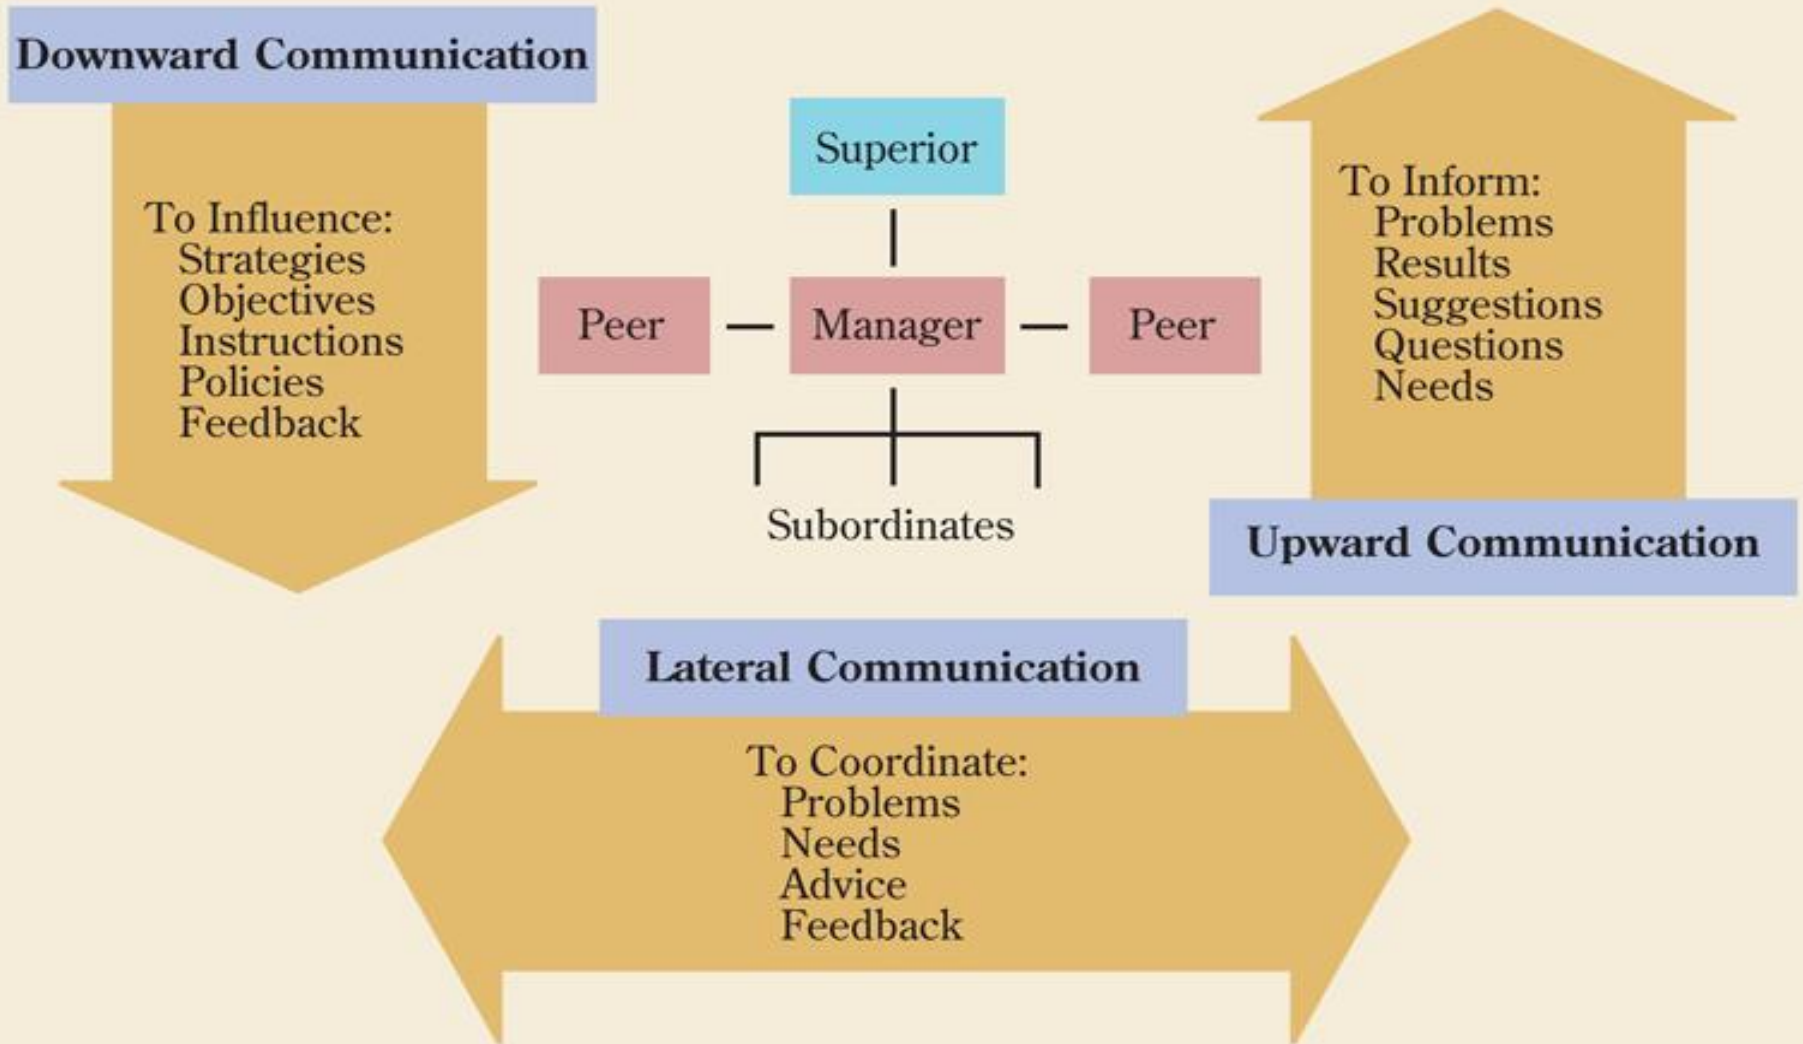 Downward Communication
To Influence:
Strategies
Objectives
Instructions
Policies
Feedback
Superior
Peer
Manager
Peer
Subordinates
To Inform:
Problems
Results
Suggestions
Questions
Needs
Upward Communication
Lateral Communication
To Coordinate:
Problems
Needs
Advice
Feedback